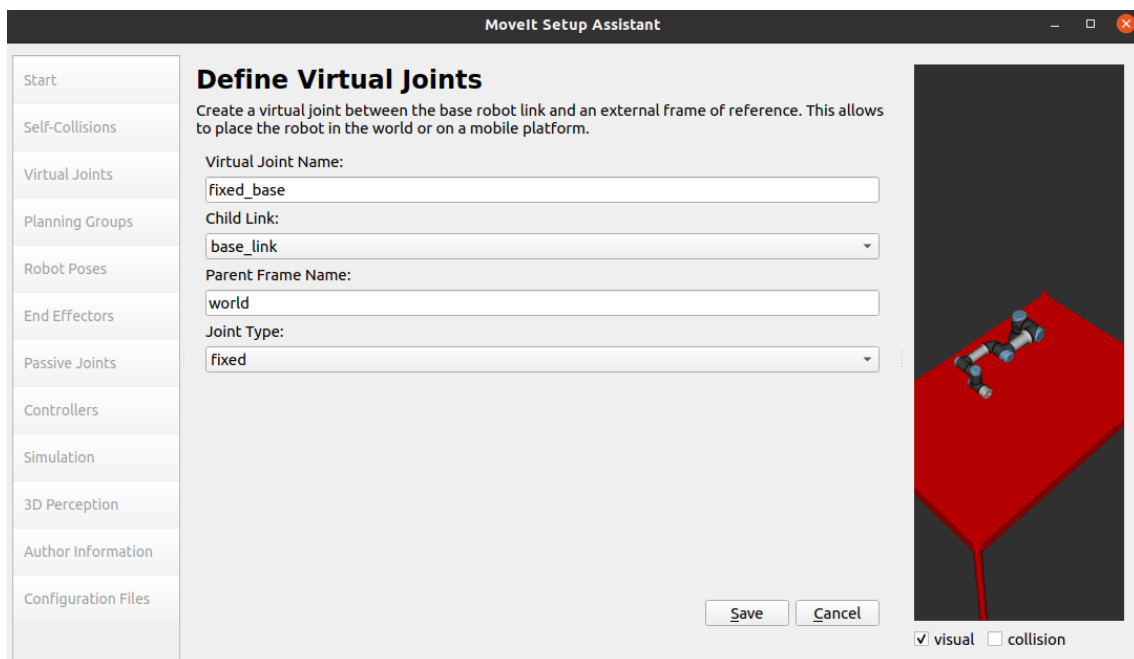 MoveIt Setup Assistant
Start
Self-Collisions
Virtual Joints
Planning Groups
Robot Poses
End Effectors
Passive Joints
Controllers
Simulation
3D Perception
Author Information
Configuration Files
Define Virtual Joints
Create a virtual joint between the base robot link and an external frame of reference. This allows
to place the robot in the world or on a mobile platform.
Virtual Joint Name:
fixed_base
Child Link:
base_link
Parent Frame Name:
world
Joint Type:
fixed
Save
Cancel
visual
collision